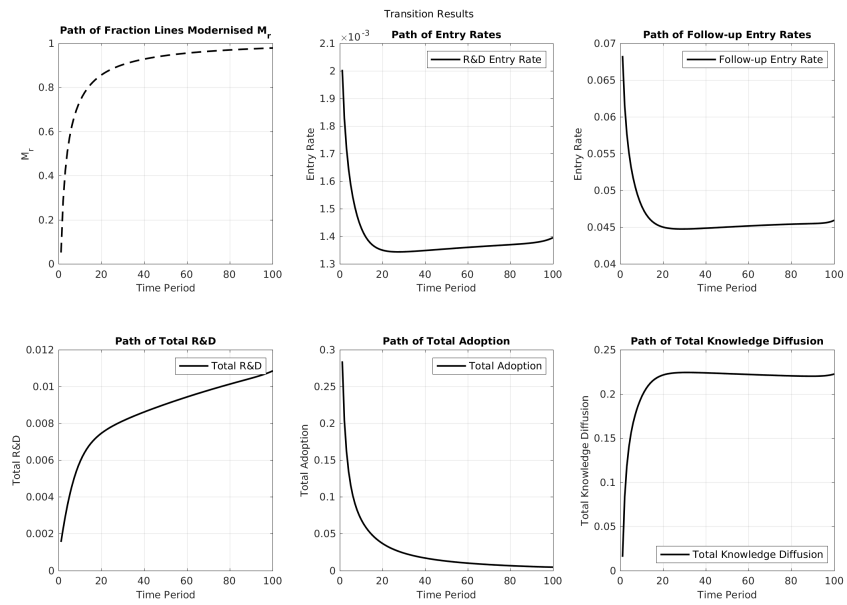 Transition Results
Path of Fraction Lines Modernised M_r
M_r
1
0.8
0.6
0.4
0.2
0
0 20 40 60 80 100
Time Period
Path of Entry Rates
×10^-3
R&D Entry Rate
Entry Rate
2.1
2
1.9
1.8
1.7
1.6
1.5
1.4
1.3
0 20 40 60 80 100
Time Period
Path of Follow-up Entry Rates
Follow-up Entry Rate
Entry Rate
0.07
0.065
0.06
0.055
0.05
0.045
0.04
0 20 40 60 80 100
Time Period
Path of Total R&D
Total R&D
Total R&D
0.012
0.01
0.008
0.006
0.004
0.002
0
0 20 40 60 80 100
Time Period
Path of Total Adoption
Total Adoption
Total Adoption
0.3
0.25
0.2
0.15
0.1
0.05
0
0 20 40 60 80 100
Time Period
Path of Total Knowledge Diffusion
Total Knowledge Diffusion
0.25
0.2
0.15
0.1
0.05
0
Total Knowledge Diffusion
0 20 40 60 80 100
Time Period